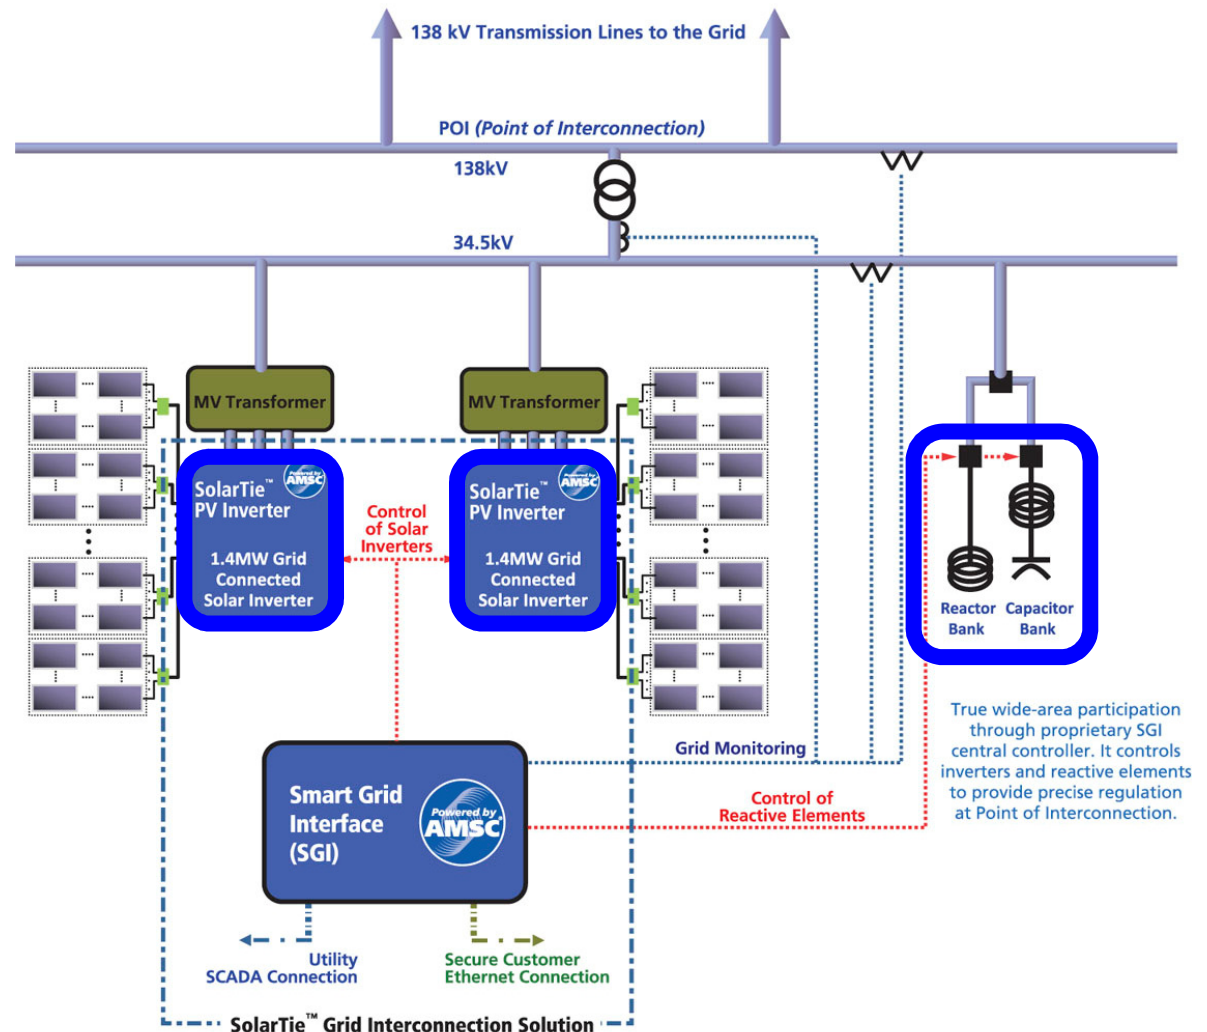 138 kV Transmission Lines to the Grid
POI (Point of Interconnection)
138kV
34.5kV
MV Transformer
MV Transformer
SolarTie™
PV Inverter
Powered by
AMSC
1.4MW Grid
Connected
Solar Inverter
Control
of Solar
Inverters
SolarTie™
PV Inverter
Powered by
AMSC
1.4MW Grid
Connected
Solar Inverter
Reactor
Bank
Capacitor
Bank
True wide-area participation
through proprietary SGI
central controller. It controls
inverters and reactive elements
to provide precise regulation
at Point of Interconnection.
Grid Monitoring
Control of
Reactive Elements
Smart Grid
Interface
(SGI)
Powered by
AMSC
Utility
SCADA Connection
Secure Customer
Ethernet Connection
SolarTie™ Grid Interconnection Solution